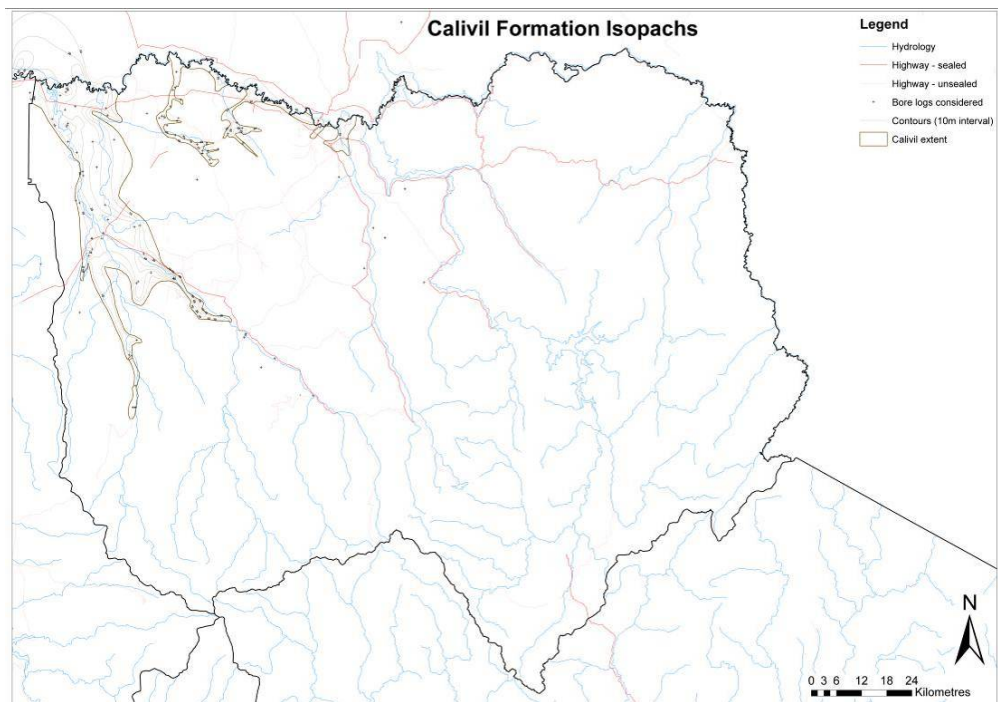 Calivil Formation Isopachs
Legend
Hydrology
Highway - sealed
Highway - unsealed
Bore logs considered
Contours (10m interval)
Calivil extent
N
0 3 6 12 18 24
Kilometres